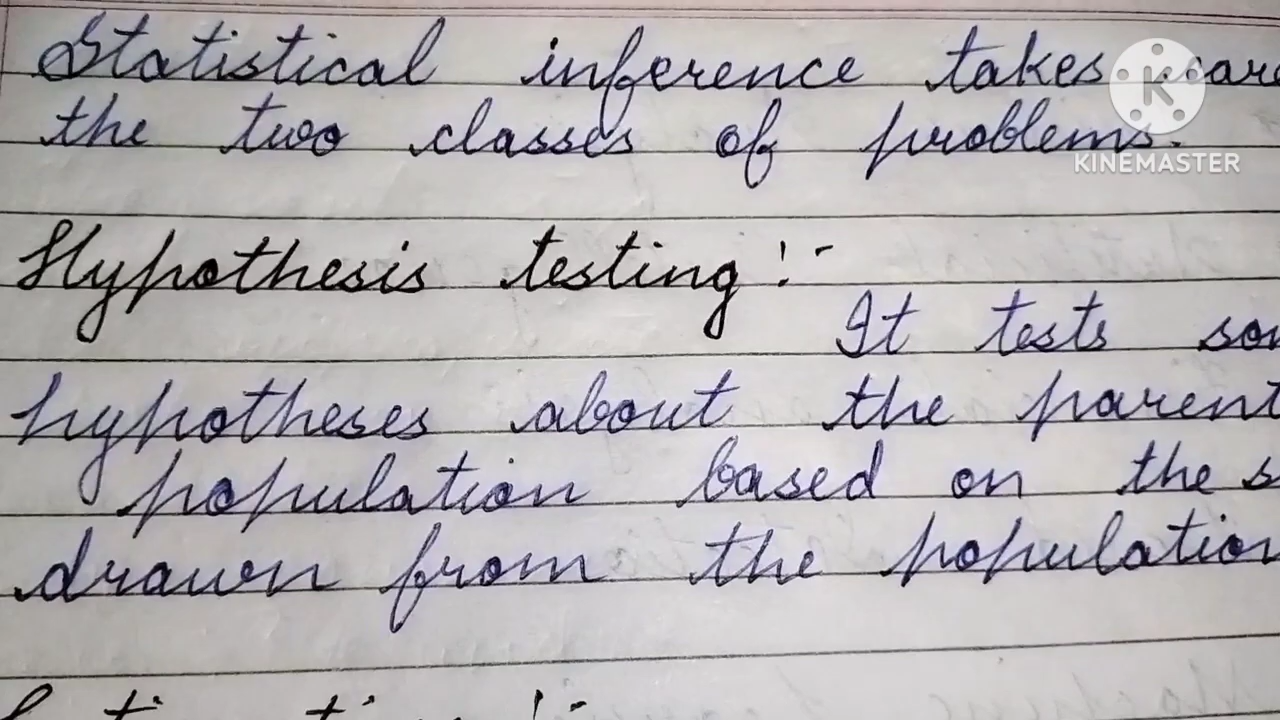 Statistical inference takes care
the two classes of problems.
K
KINEMASTER
Hypothesis testing :-
It tests
hypotheses about the parent
population based on the
drawn from the population